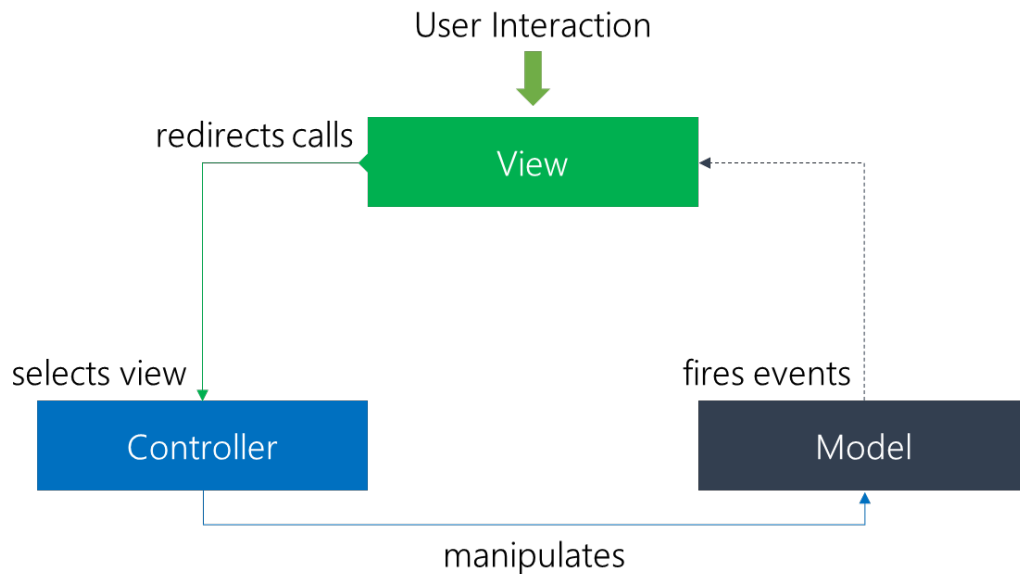 User Interaction
redirects calls
View
selects view
fires events
Controller
Model
manipulates